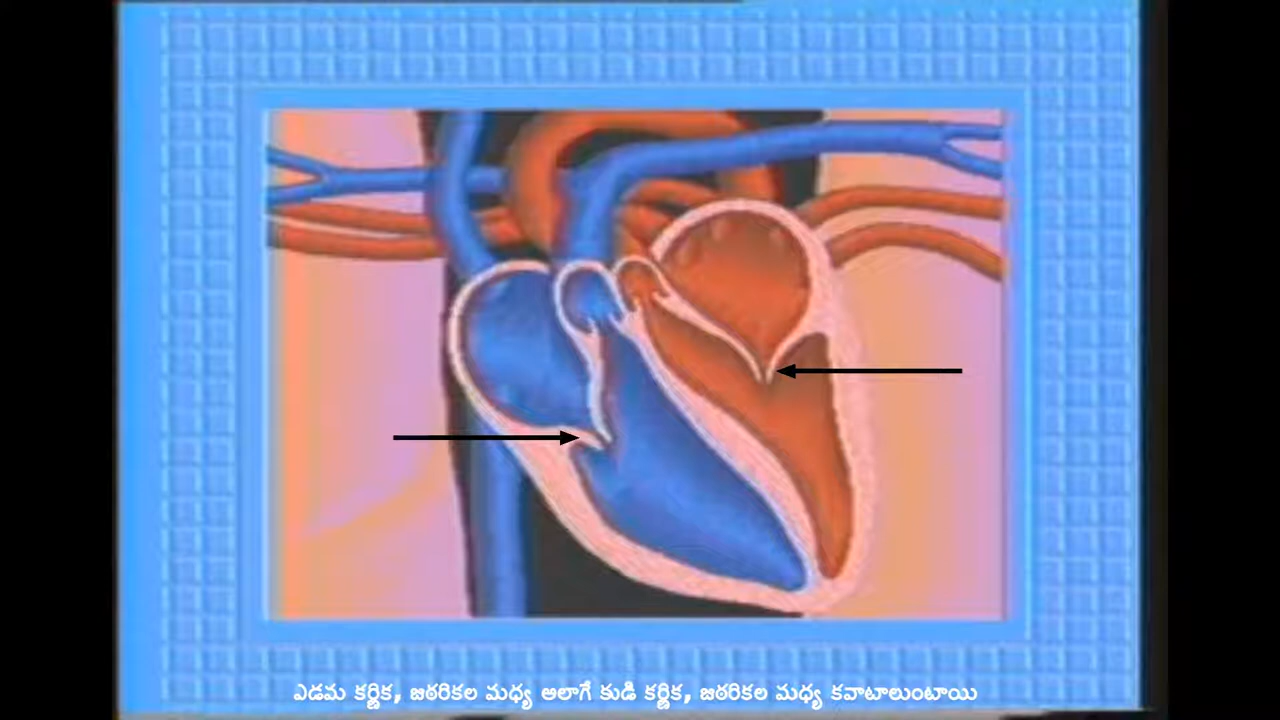 ఎడమ కర్ణిక, జఠరికల మధ్య అలాగే కుడి కర్ణిక, జఠరికల మధ్య కవాటాలుంటాయి